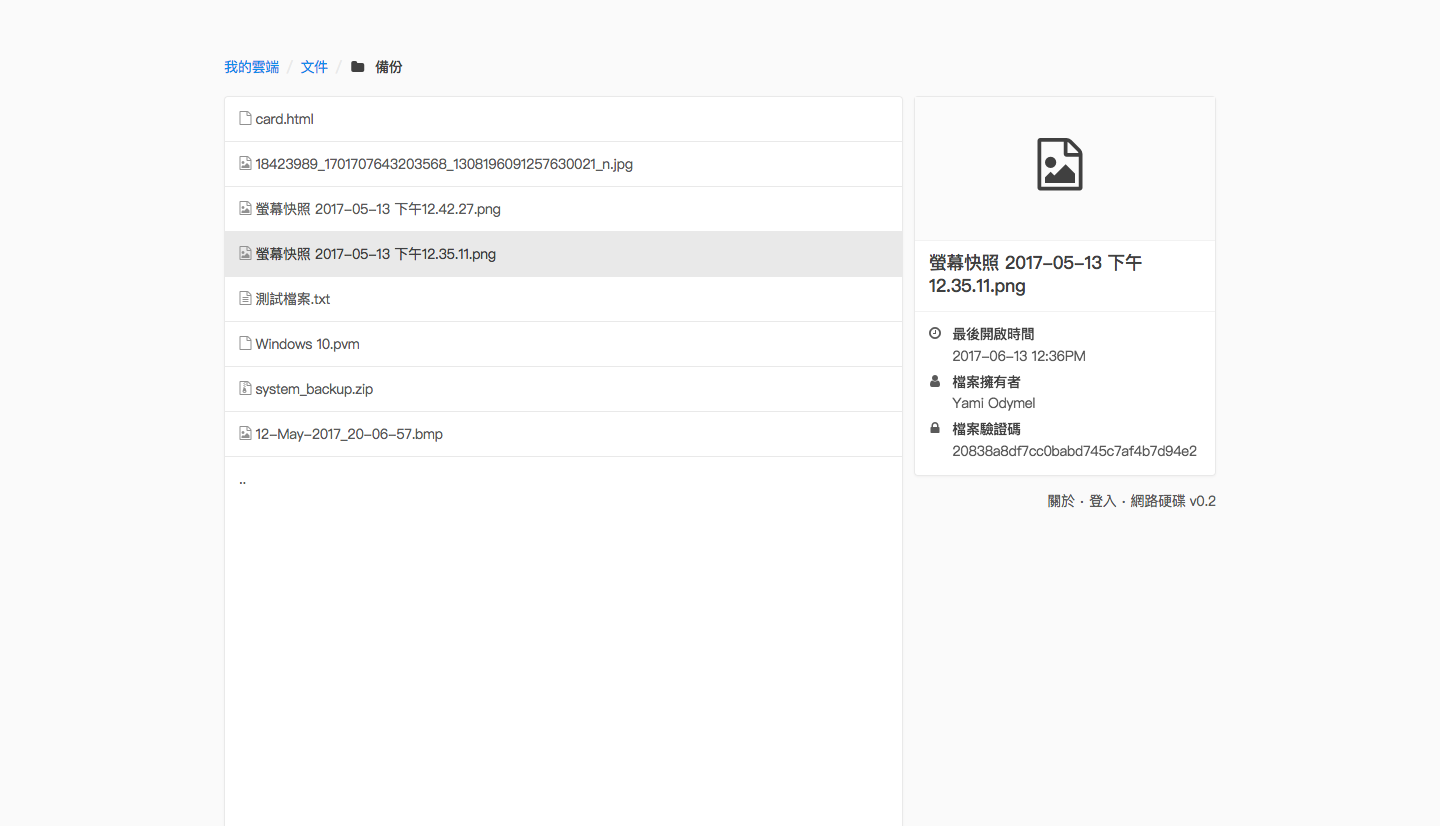 我的雲端 / 文件 / 備份
card.html
18423989_1701707643203568_1308196091257630021_n.jpg
螢幕快照 2017-05-13 下午12.42.27.png
螢幕快照 2017-05-13 下午12.35.11.png
測試檔案.txt
Windows 10.pvm
system_backup.zip
12-May-2017_20-06-57.bmp
..
螢幕快照 2017-05-13 下午
12.35.11.png
最後開啟時間
2017-06-13 12:36PM
檔案擁有者
Yami Odymel
檔案驗證碼
20838a8df7cc0babd745c7af4b7d94e2
關於 · 登入 · 網路硬碟 v0.2